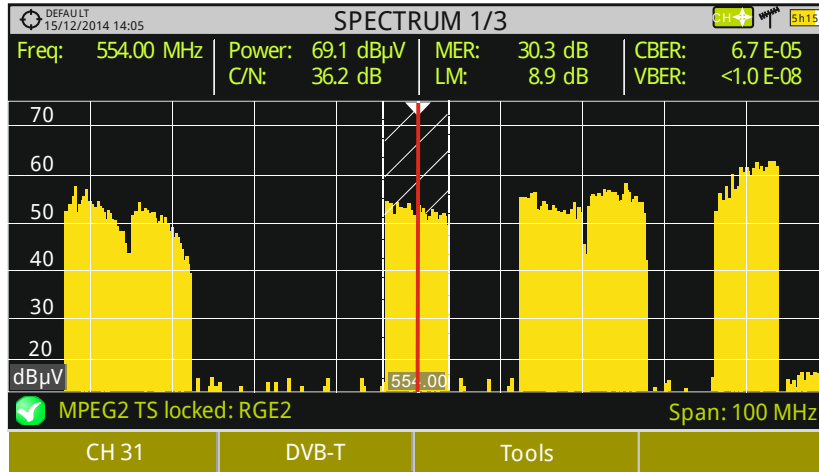 DEFAULT
15/12/2014 14:05
SPECTRUM 1/3
CH
5h15
Freq: 554.00 MHz
Power: 69.1 dBµV
MER: 30.3 dB
CBER: 6.7 E-05
C/N: 36.2 dB
LM: 8.9 dB
VBER: <1.0 E-08
70
60
50
40
30
20
dBµV
554.00
MPEG2 TS locked: RGE2
Span: 100 MHz
CH 31
DVB-T
Tools